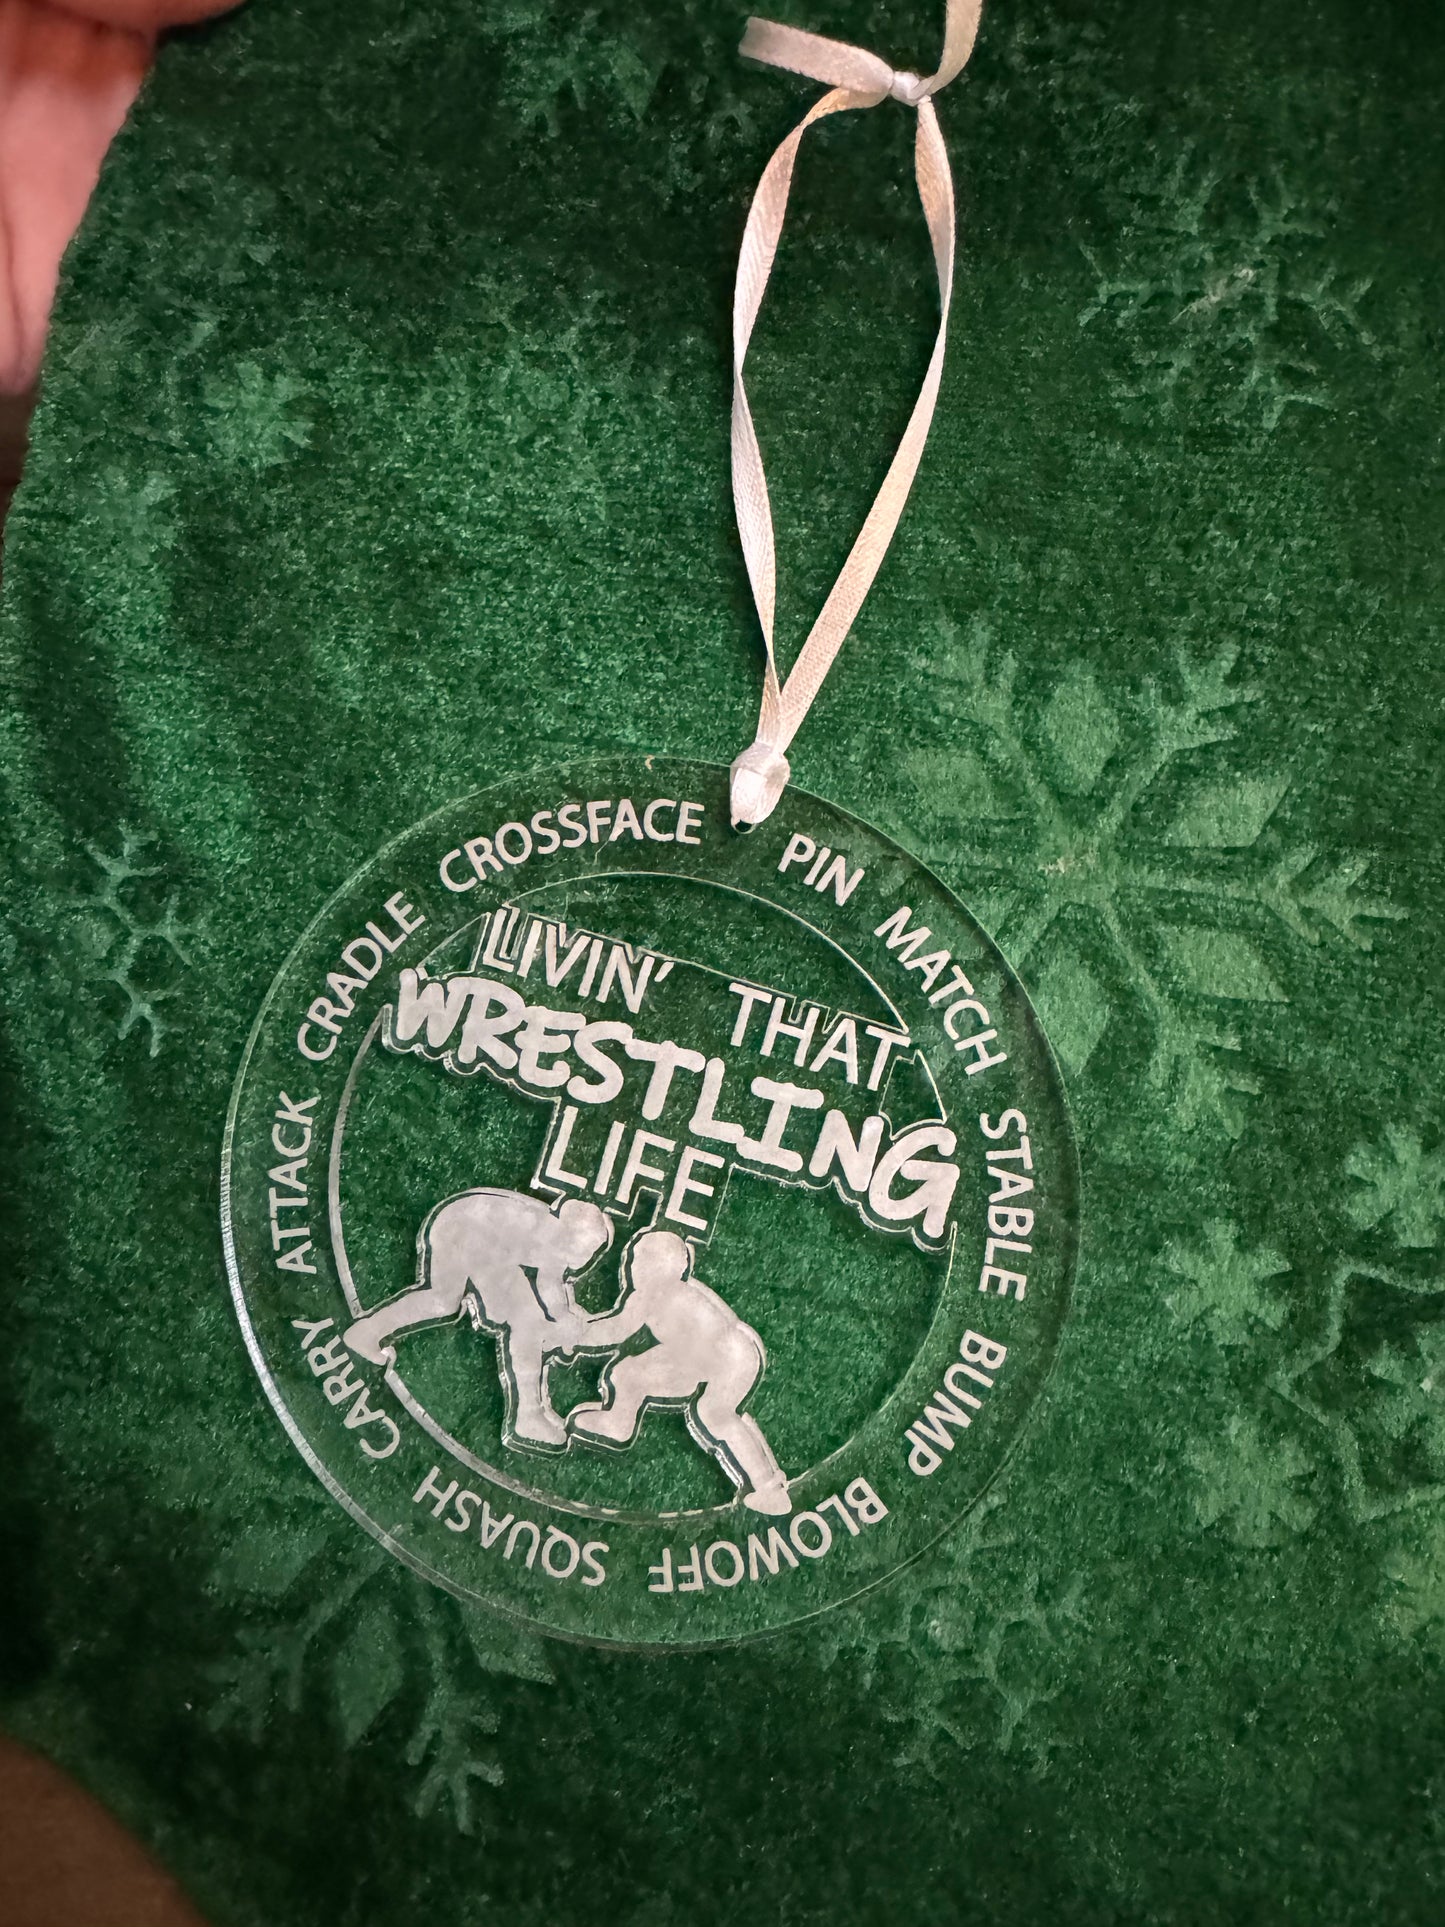 LIVIN' THAT
WRESTLING
LIFE
PIN MATCH STABLE BUMP BLOWOFF SQUASH CARRY ATTACK CRADLE CROSSFACE